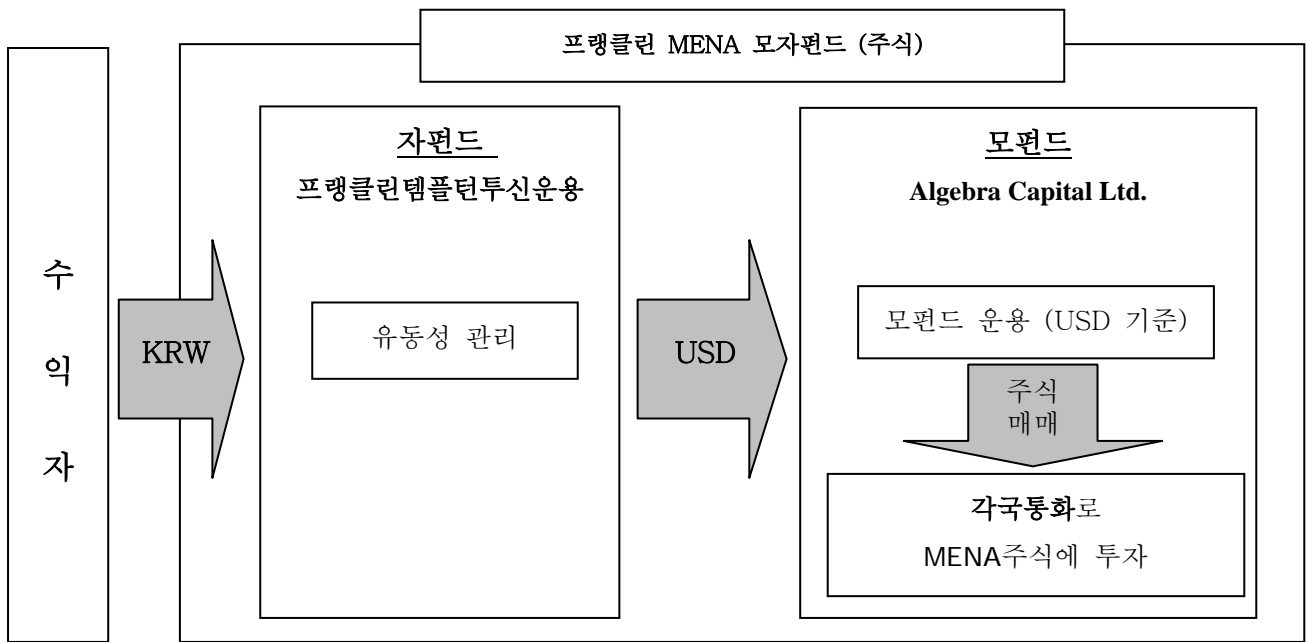 프랭클린 MENA 모자펀드 (주식)
수
익
자
KRW
자펀드
프랭클린템플턴투신운용
유동성 관리
USD
모펀드
Algebra Capital Ltd.
모펀드 운용 (USD 기준)
주식
매매
각국통화로
MENA주식에 투자